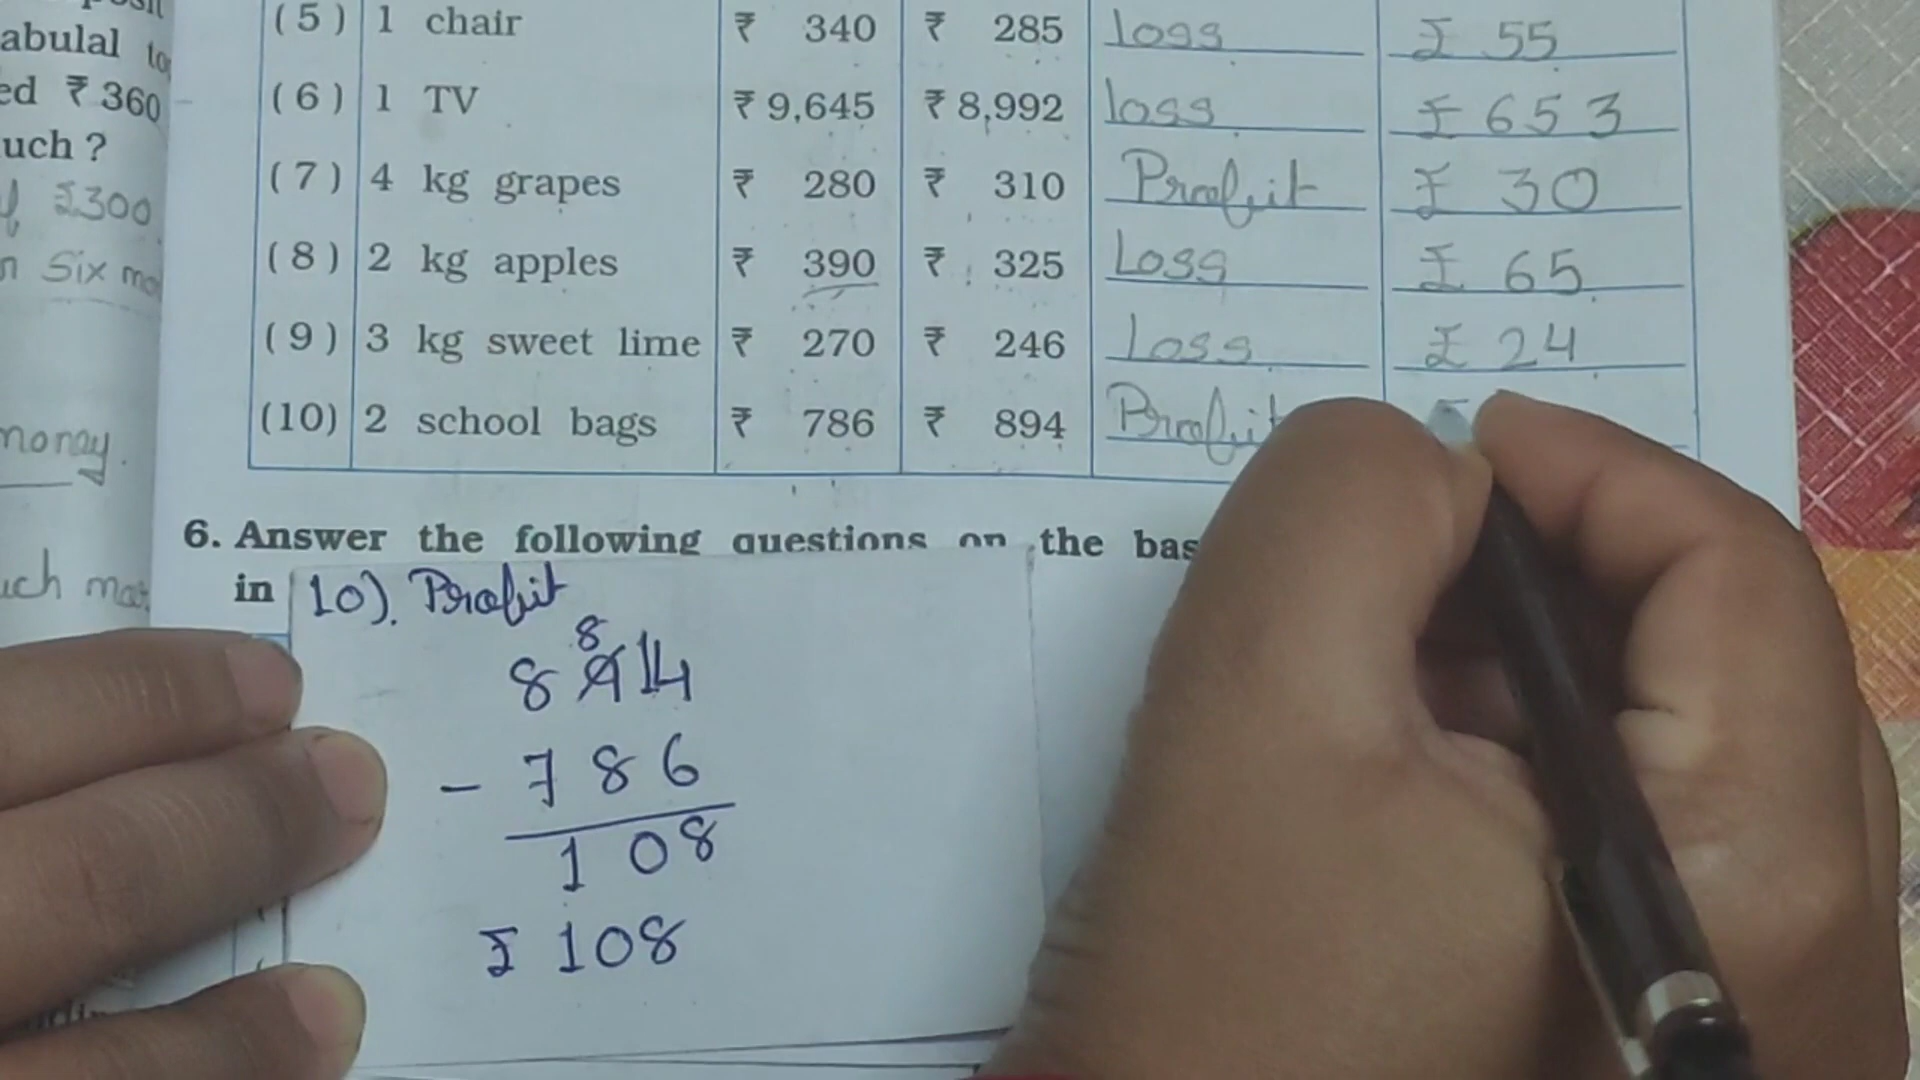 abulal to
ed ₹ 360
uch ?
₹300
Six mo
money.
uch mo
(5) 1 chair ₹ 340 ₹ 285 loss ₹ 55
(6) 1 TV ₹ 9,645 ₹ 8,992 loss ₹ 653
(7) 4 kg grapes ₹ 280 ₹ 310 Profit ₹ 30
(8) 2 kg apples ₹ 390 ₹ 325 Loss ₹ 65
(9) 3 kg sweet lime ₹ 270 ₹ 246 Loss ₹ 24
(10) 2 school bags ₹ 786 ₹ 894 Profit
6. Answer the following questions on the bas
in
10). Profit
8
8 9 14
- 7 8 6
1 0 8
₹ 108